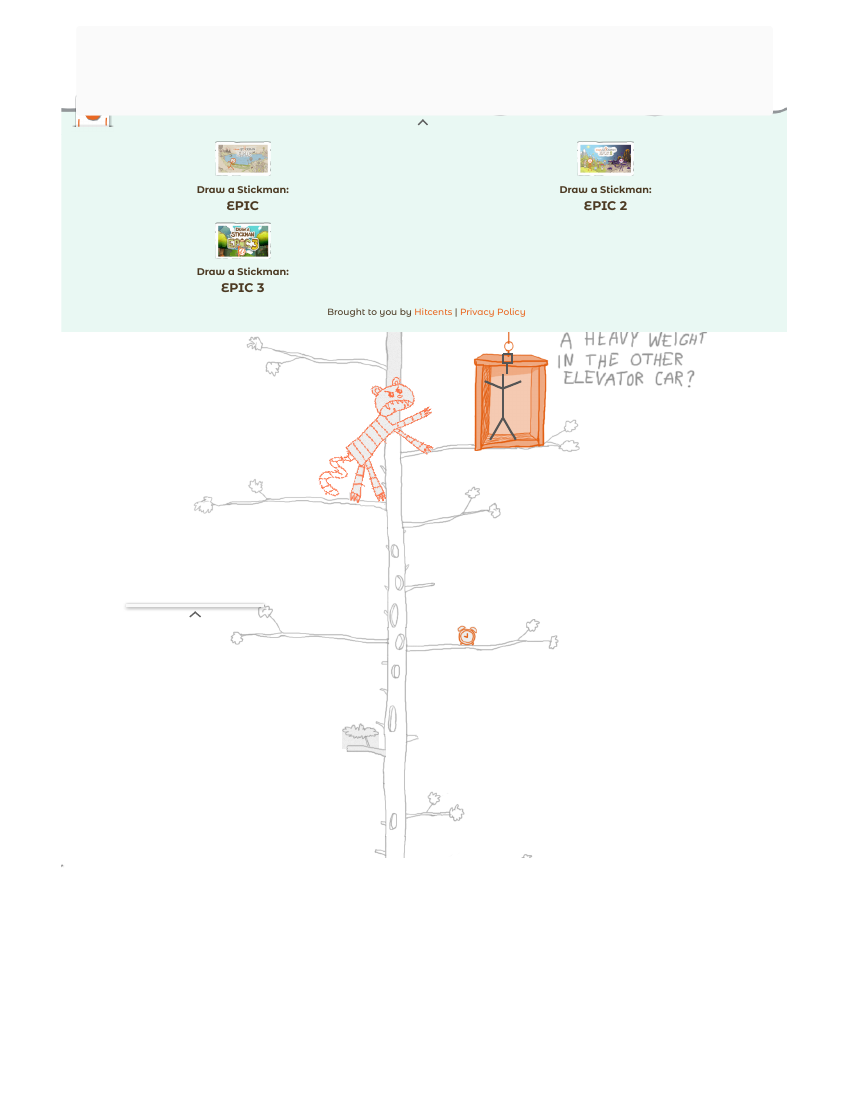 Draw a Stickman:
EPIC
Draw a Stickman:
EPIC 2
Draw a Stickman:
EPIC 3
Brought to you by Hitcents | Privacy Policy
A HEAVY WEIGHT
IN THE OTHER
ELEVATOR CAR?